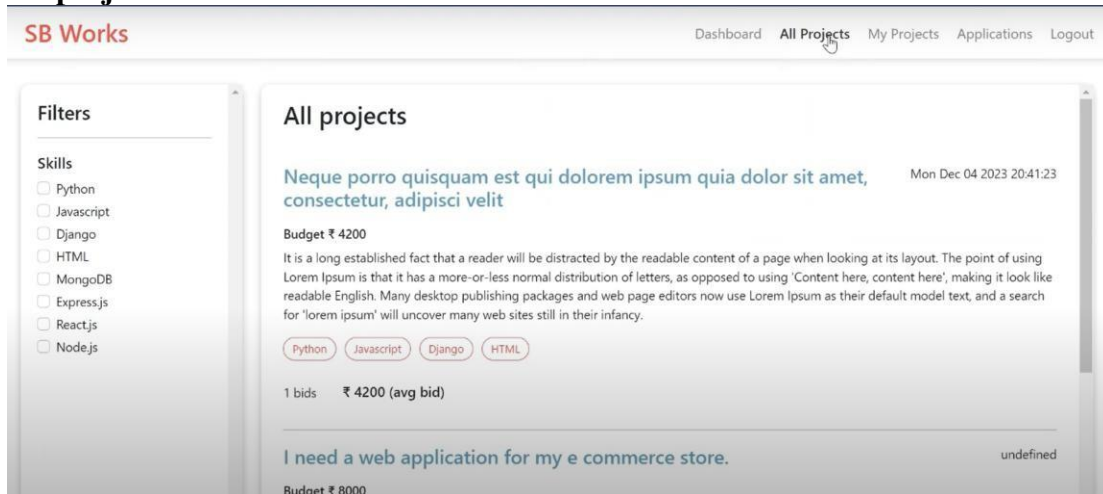 SB Works
Dashboard All Projects My Projects Applications Logout
Filters
Skills
Python
Javascript
Django
HTML
MongoDB
Express.js
React.js
Node.js
All projects
Neque porro quisquam est qui dolorem ipsum quia dolor sit amet,
consectetur, adipisci velit
Mon Dec 04 2023 20:41:23
Budget ₹ 4200
It is a long established fact that a reader will be distracted by the readable content of a page when looking at its layout. The point of using
Lorem Ipsum is that it has a more-or-less normal distribution of letters, as opposed to using 'Content here, content here', making it look like
readable English. Many desktop publishing packages and web page editors now use Lorem Ipsum as their default model text, and a search
for 'lorem ipsum' will uncover many web sites still in their infancy.
Python Javascript Django HTML
1 bids ₹ 4200 (avg bid)
I need a web application for my e commerce store.
undefined
Budget ₹ 8000